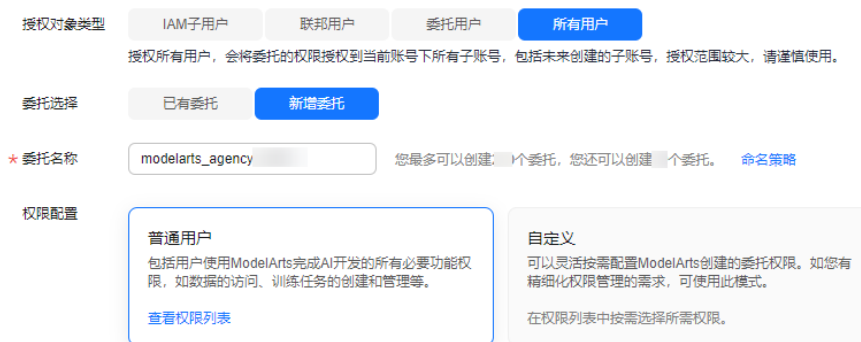 授权对象类型 IAM子用户 联邦用户 委托用户 所有用户
授权所有用户，会将委托的权限授权到当前账号下所有子账号，包括未来创建的子账号，授权范围较大，请谨慎使用。
委托选择 已有委托 新增委托
* 委托名称 modelarts_agency 您最多可以创建 个委托，您还可以创建 个委托。 命名策略
权限配置
普通用户 自定义
包括用户使用ModelArts完成AI开发的所有必要功能权 可以灵活按需配置ModelArts创建的委托权限。如您有
限，如数据的访问、训练任务的创建和管理等。 精细化权限管理的需求，可使用此模式。
查看权限列表 在权限列表中按需选择所需权限。